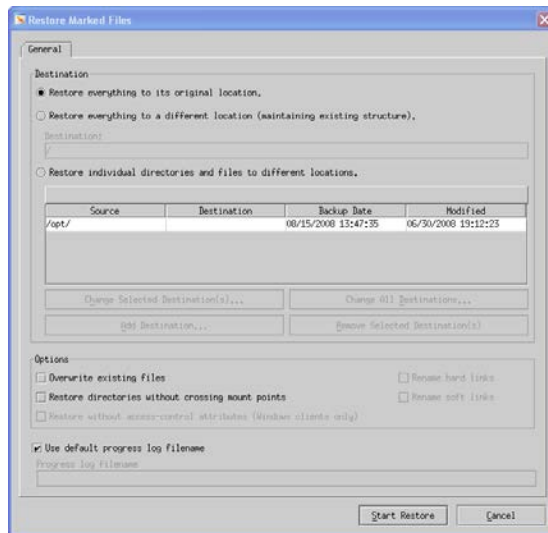 Restore Marked Files
General
Destination
Restore everything to its original location.
Restore everything to a different location (maintaining existing structure).
Destination:
/
Restore individual directories and files to different locations.
Source Destination Backup Date Modified
/opt/ 08/15/2008 13:47:35 06/30/2008 19:12:23
Change Selected Destination(s)... Change All Destinations...
Add Destination... Remove Selected Destination(s)
Options
Overwrite existing files Rename hard links
Restore directories without crossing mount points Rename soft links
Restore without access-control attributes (Windows clients only)
Use default progress log filename
Progress log filename
Start Restore Cancel